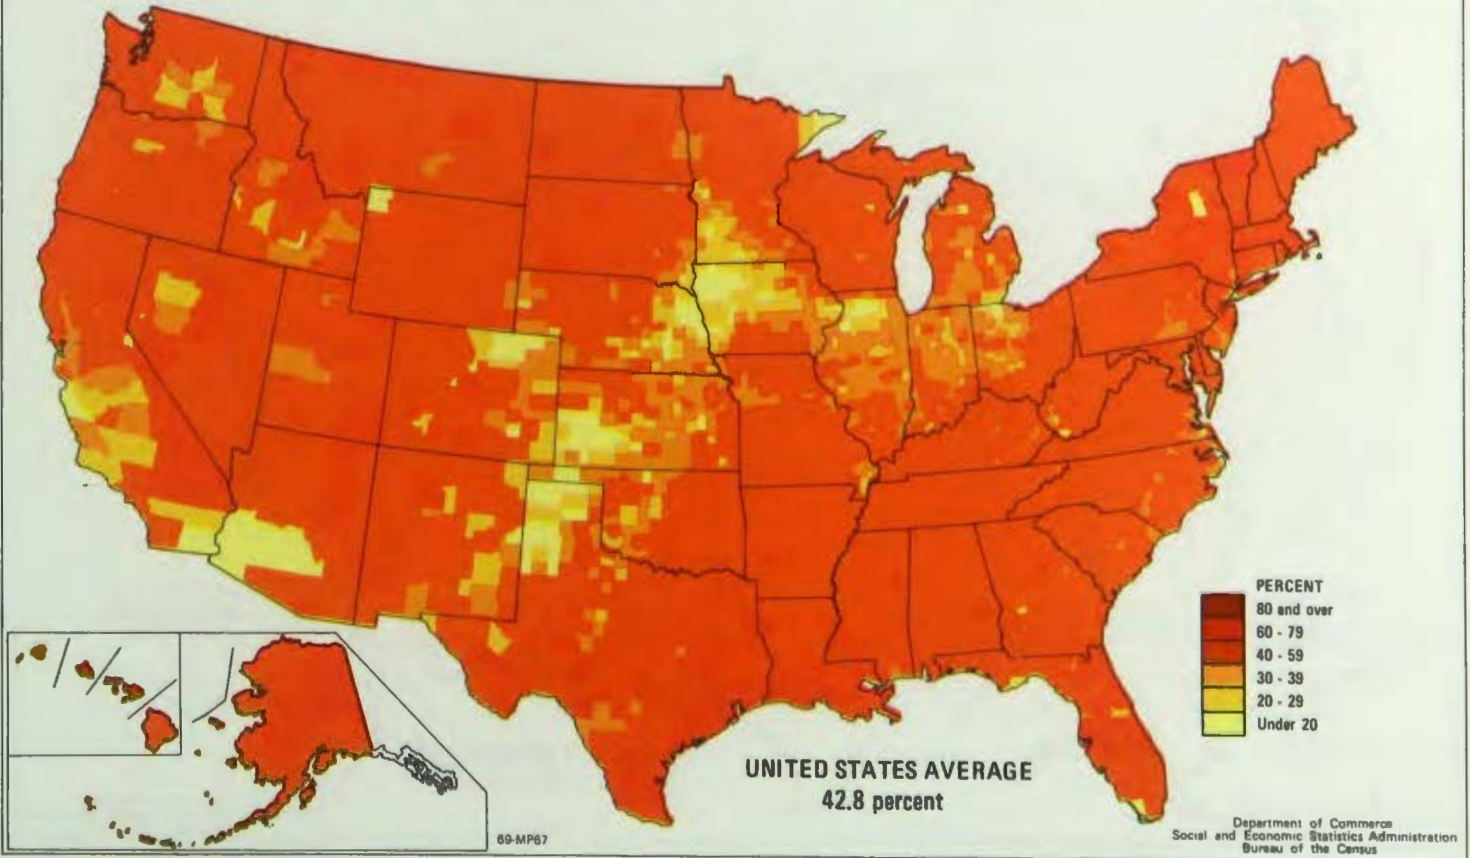 PERCENT
80 and over
60 - 79
40 - 59
30 - 39
20 - 29
Under 20
UNITED STATES AVERAGE
42.8 percent
69-MP67
Department of Commerce
Social and Economic Statistics Administration
Bureau of the Census